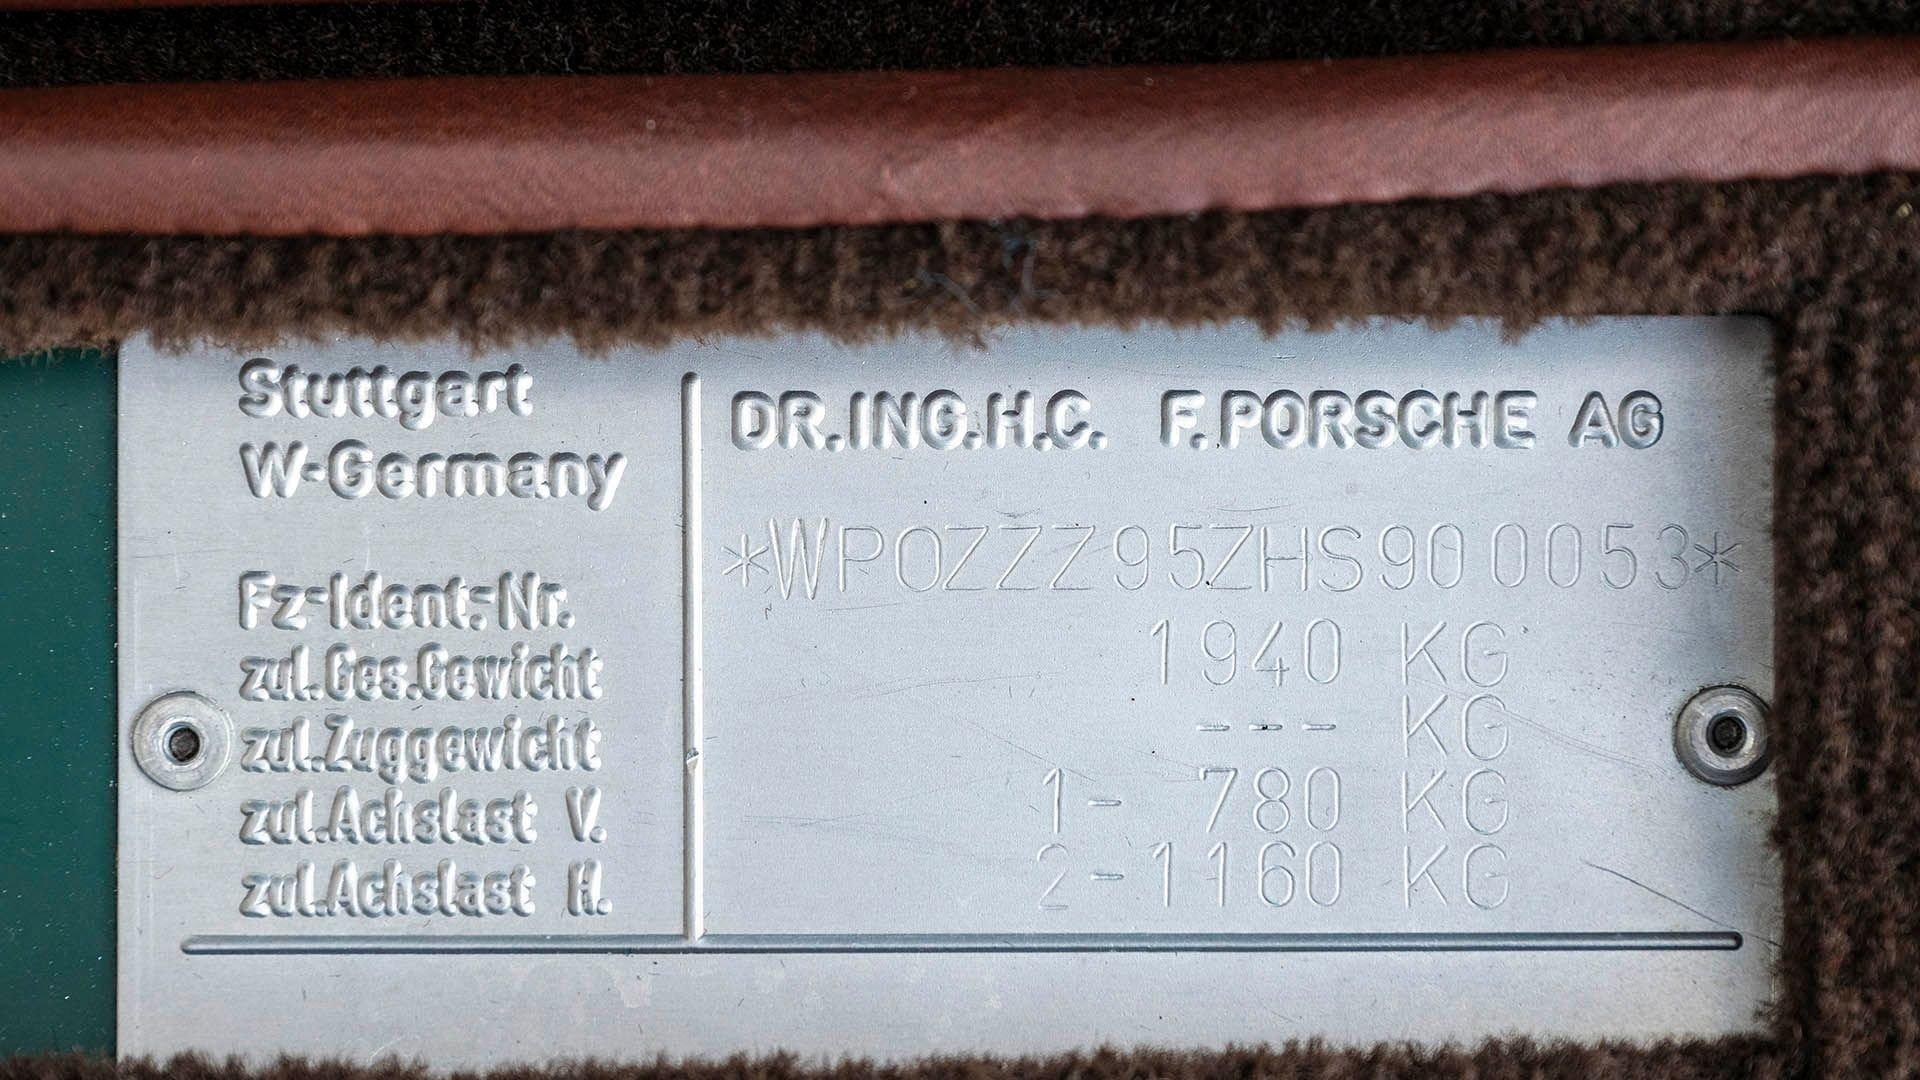 Stuttgart
W-Germany
DR.ING.H.C. F.PORSCHE AG
Fz-Ident.-Nr. *WP0ZZZ95ZHS900053*
zul.Ges.Gewicht 1940 KG
zul.Zuggewicht --- KG
zul.Achslast V. 1- 780 KG
zul.Achslast H. 2-1160 KG